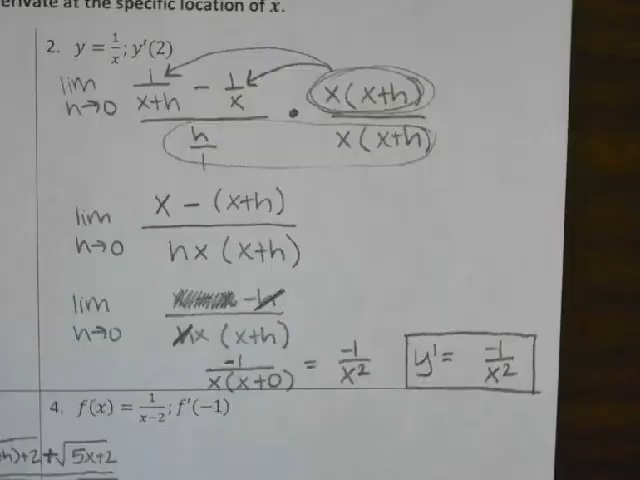 erivate at the specific location of x.
2. y = 1/x; y'(2)
lim h→0 (1/(x+h) - 1/x)/(h/1) · x(x+h)/x(x+h)
lim h→0 (x - (x+h))/(hx(x+h))
lim h→0 -h/(hx(x+h))
-1/(x(x+0)) = -1/x² y' = -1/x²
4. f(x) = 1/(x-2); f'(-1)
h)+2 + √5x+2